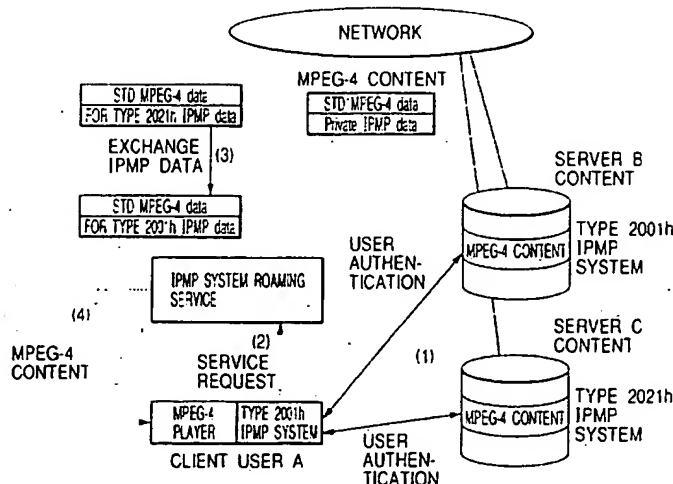 NETWORK
MPEG-4 CONTENT
STD MPEG-4 data
Private IPMP data
STD MPEG-4 data
FOR TYPE 2021h IPMP data
EXCHANGE
IPMP DATA
(3)
STD MPEG-4 data
FOR TYPE 2001h IPMP data
SERVER B
CONTENT
MPEG-4 CONTENT
TYPE 2001h
IPMP
SYSTEM
USER
AUTHEN-
TICATION
IPMP SYSTEM ROAMING
SERVICE
(4)
(2)
SERVICE
REQUEST
(1)
MPEG-4
CONTENT
SERVER C
CONTENT
MPEG-4 CONTENT
TYPE 2021h
IPMP
SYSTEM
MPEG-4
PLAYER
TYPE 2001h
IPMP SYSTEM
CLIENT USER A
USER
AUTHEN-
TICATION